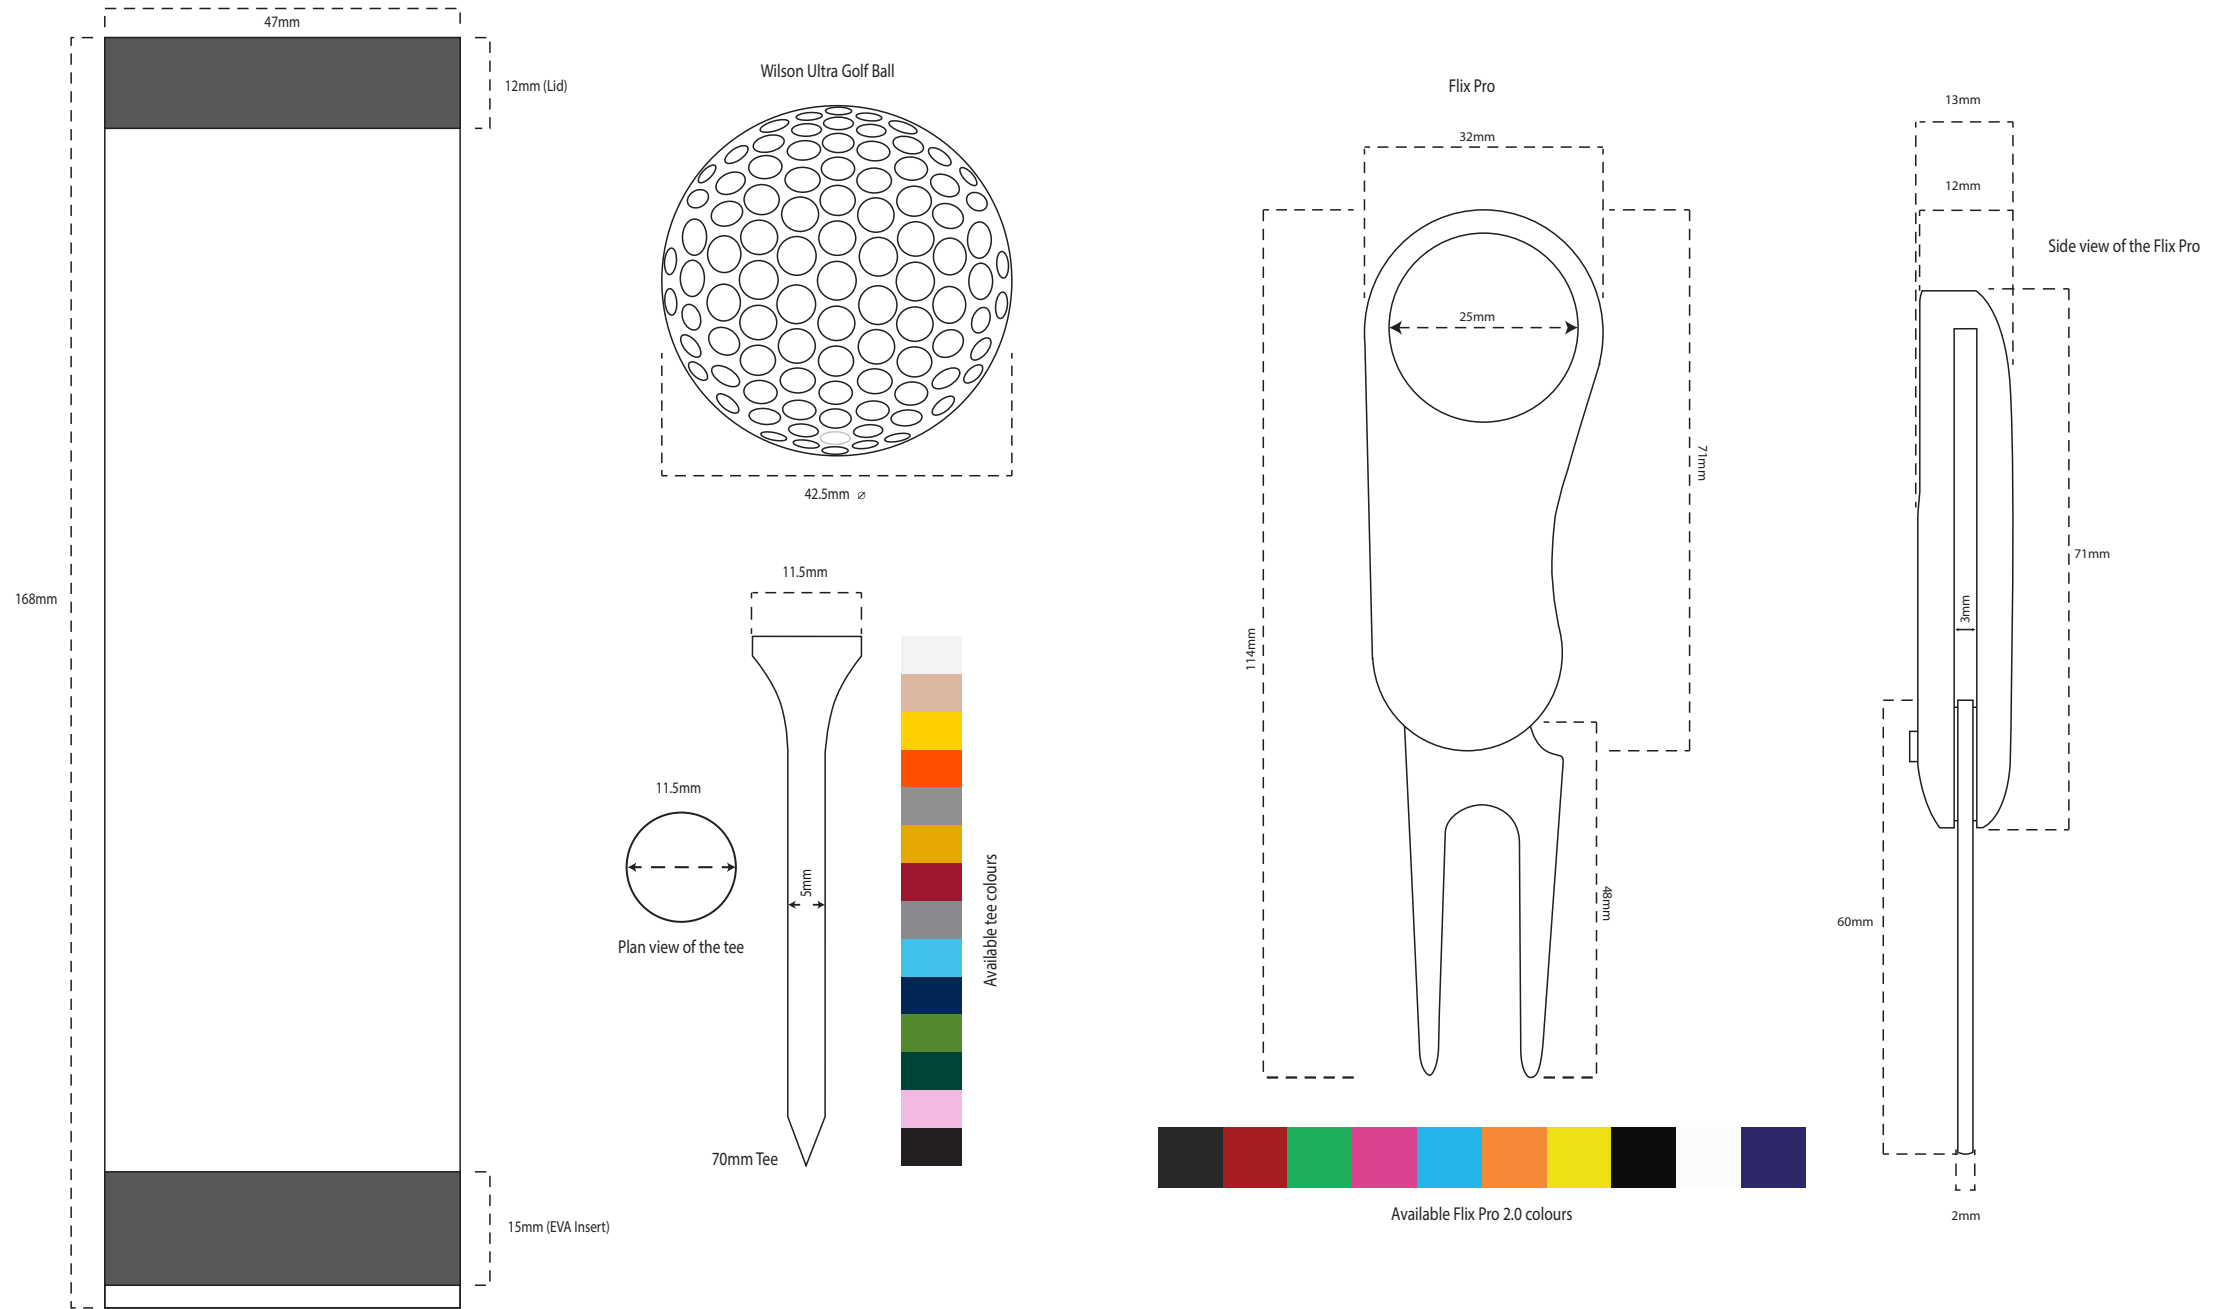 47mm
12mm (Lid)
168mm
15mm (EVA Insert)
Wilson Ultra Golf Ball
42.5mm ⌀
11.5mm
11.5mm
5mm
Plan view of the tee
70mm Tee
Available tee colours
Flix Pro
32mm
25mm
71mm
114mm
48mm
Available Flix Pro 2.0 colours
13mm
12mm
Side view of the Flix Pro
71mm
3mm
60mm
2mm